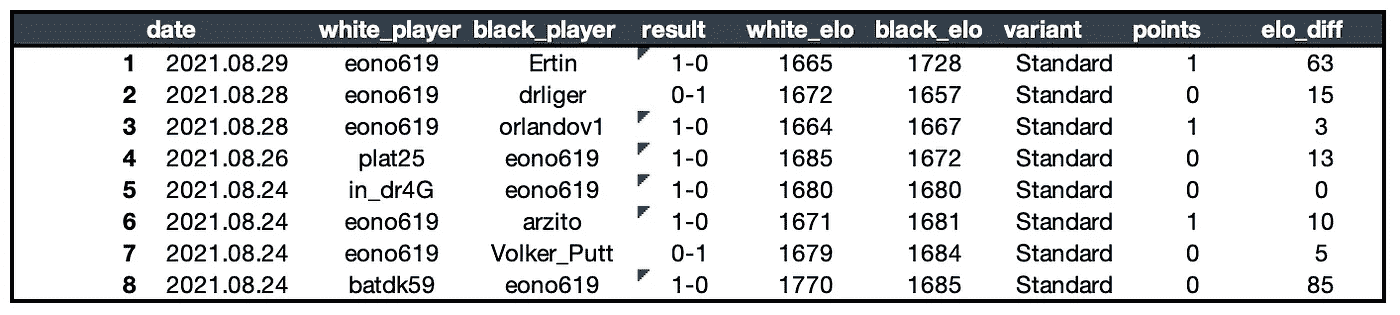 date white_player black_player result white_elo black_elo variant points elo_diff
1 2021.08.29 eono619 Ertin 1-0 1665 1728 Standard 1 63
2 2021.08.28 eono619 drliger 0-1 1672 1657 Standard 0 15
3 2021.08.28 eono619 orlandov1 1-0 1664 1667 Standard 1 3
4 2021.08.26 plat25 eono619 1-0 1685 1672 Standard 0 13
5 2021.08.24 in_dr4G eono619 1-0 1680 1680 Standard 0 0
6 2021.08.24 eono619 arzito 1-0 1671 1681 Standard 1 10
7 2021.08.24 eono619 Volker_Putt 0-1 1679 1684 Standard 0 5
8 2021.08.24 batdk59 eono619 1-0 1770 1685 Standard 0 85